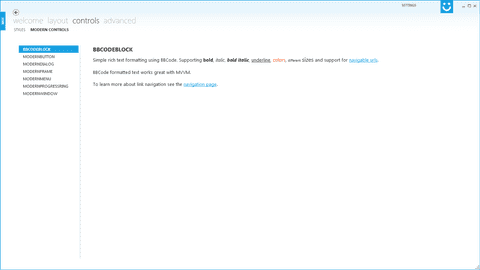 SETTINGS
welcome layout controls advanced
STYLES MODERN CONTROLS
BBCODEBLOCK
MODERNBUTTON
MODERNDIALOG
MODERNFRAME
MODERNMENU
MODERNPROGRESSRING
MODERNWINDOW
BBCODEBLOCK
Simple rich text formatting using BBCode. Supporting bold, italic, bold italic, underline, colors, different sizes and support for navigable urls.
BBCode formatted text works great with MVVM.
To learn more about link navigation see the navigation page.